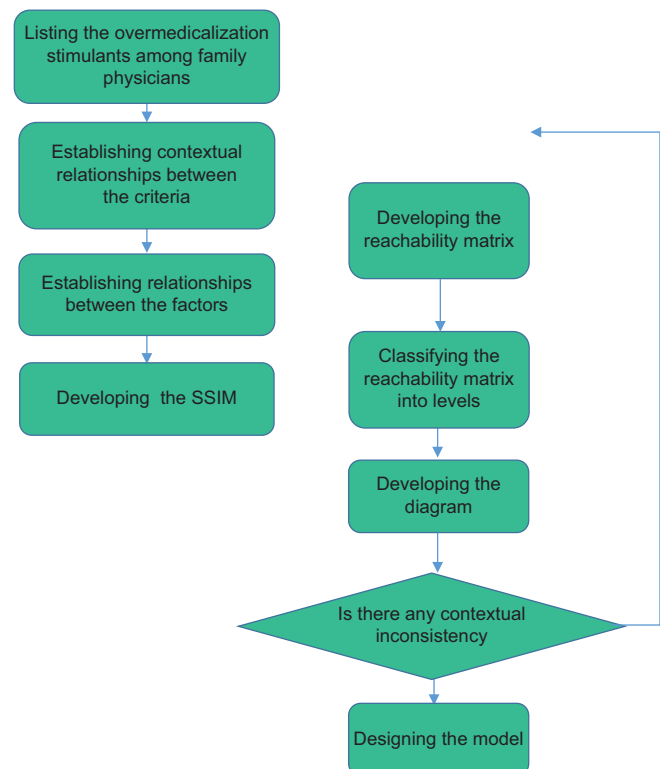 Listing the overmedicalization
stimulants among family
physicians
Establishing contextual
relationships between
the criteria
Establishing relationships
between the factors
Developing the SSIM
Developing the
reachability matrix
Classifying the
reachability matrix
into levels
Developing the
diagram
Is there any contextual
inconsistency
Designing the model